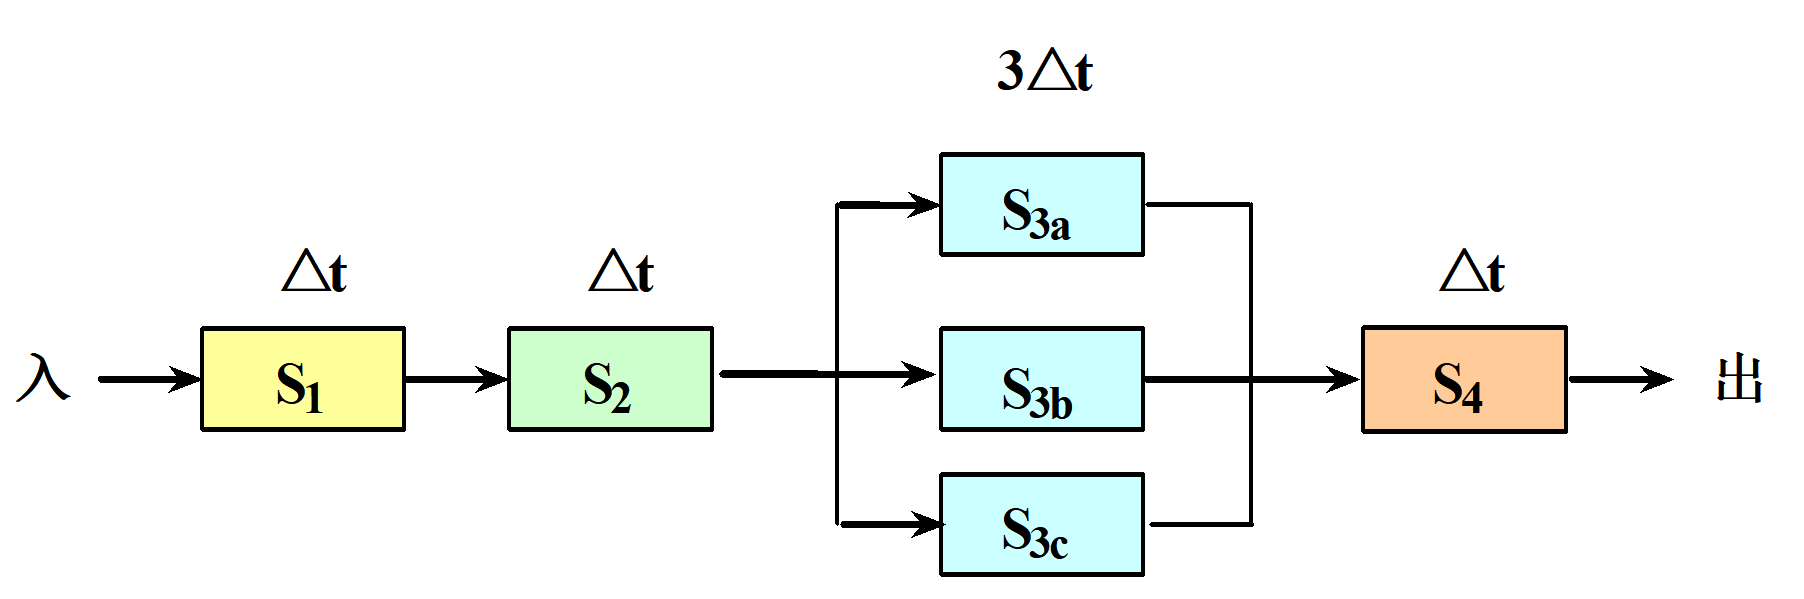 3△t
S3a
△t △t △t
入 S1 S2 S3b S4 出
S3c